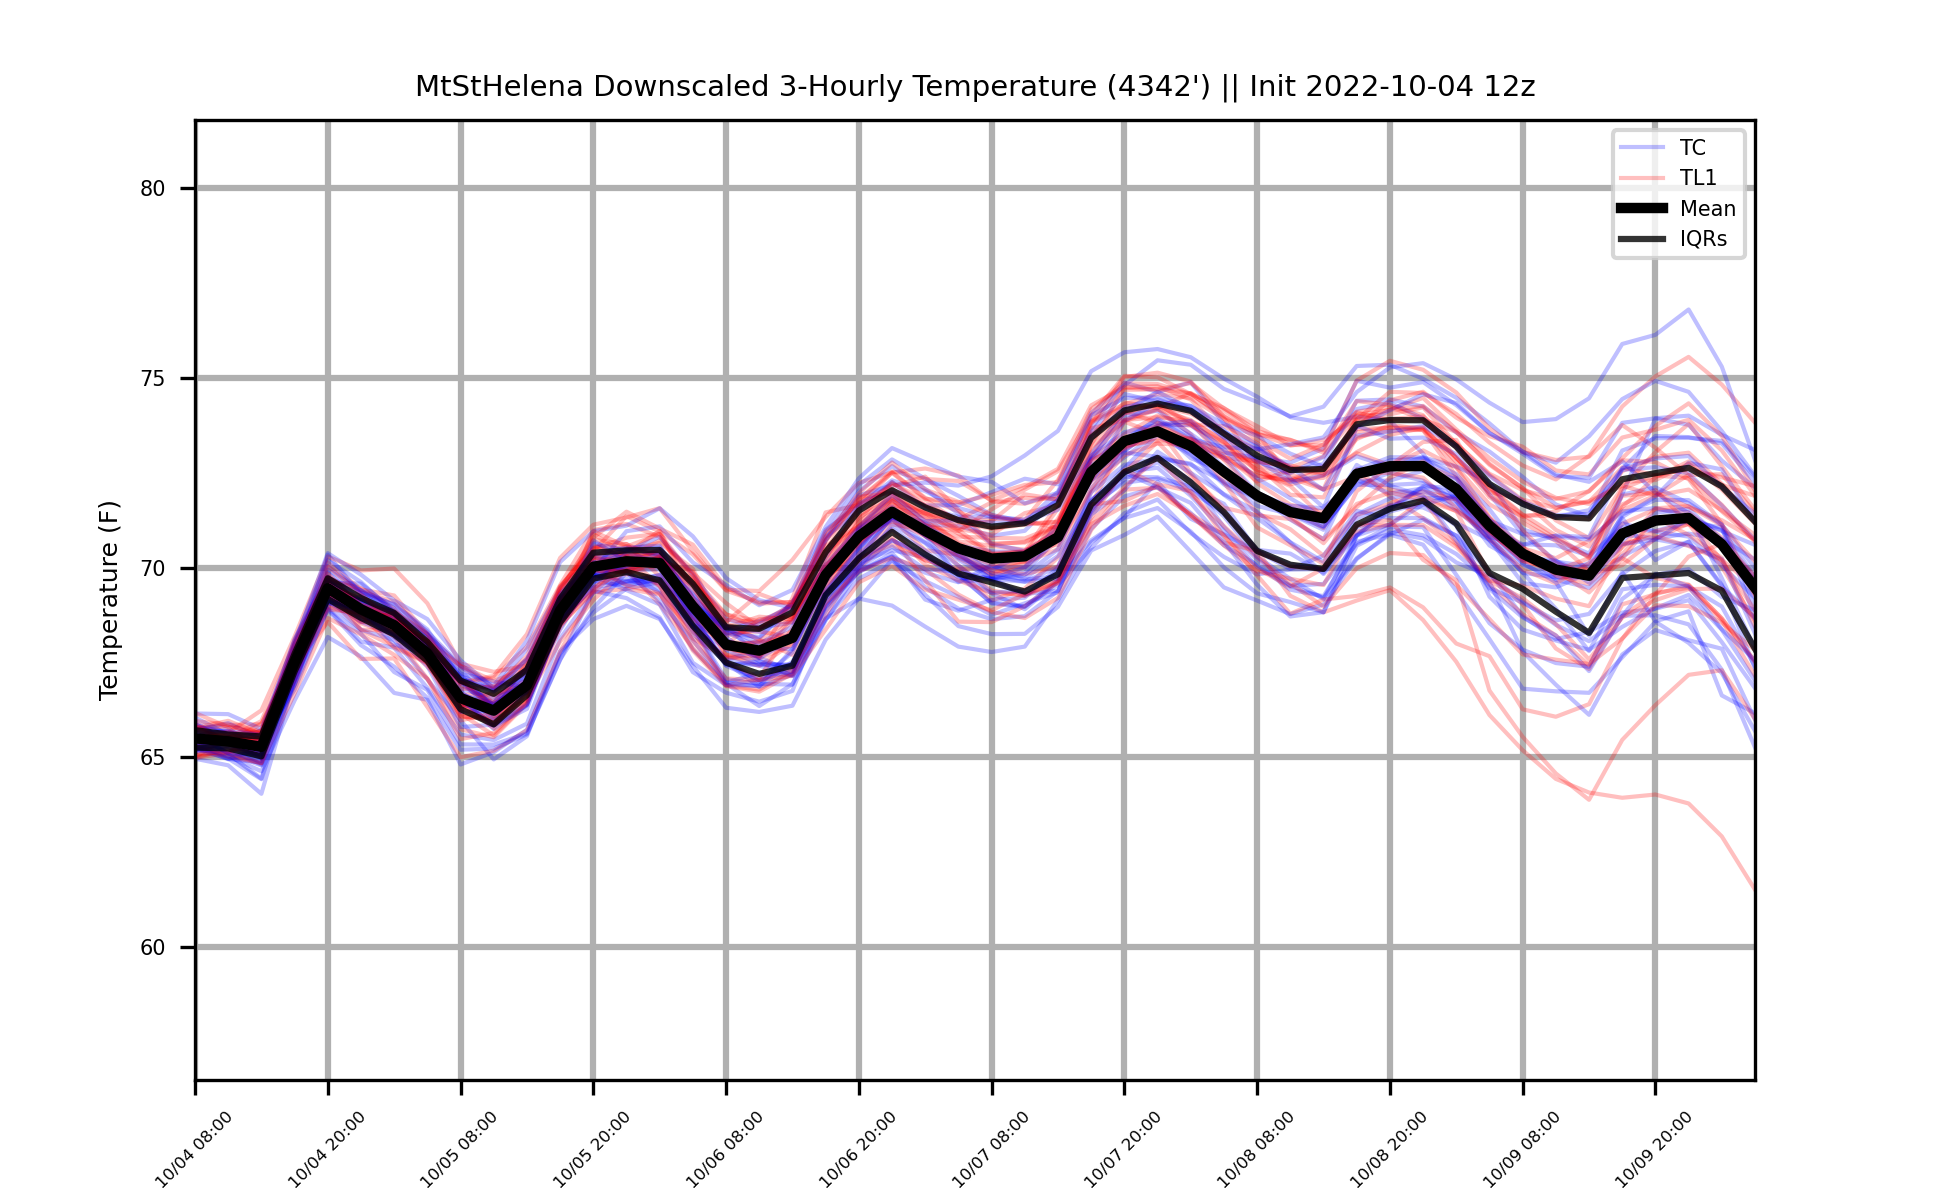 MtStHelena Downscaled 3-Hourly Temperature (4342') || Init 2022-10-04 12z
TC
TL1
Mean
IQRs
Temperature (F)
80
75
70
65
60
10/04 08:00
10/04 20:00
10/05 08:00
10/05 20:00
10/06 08:00
10/06 20:00
10/07 08:00
10/07 20:00
10/08 08:00
10/08 20:00
10/09 08:00
10/09 20:00